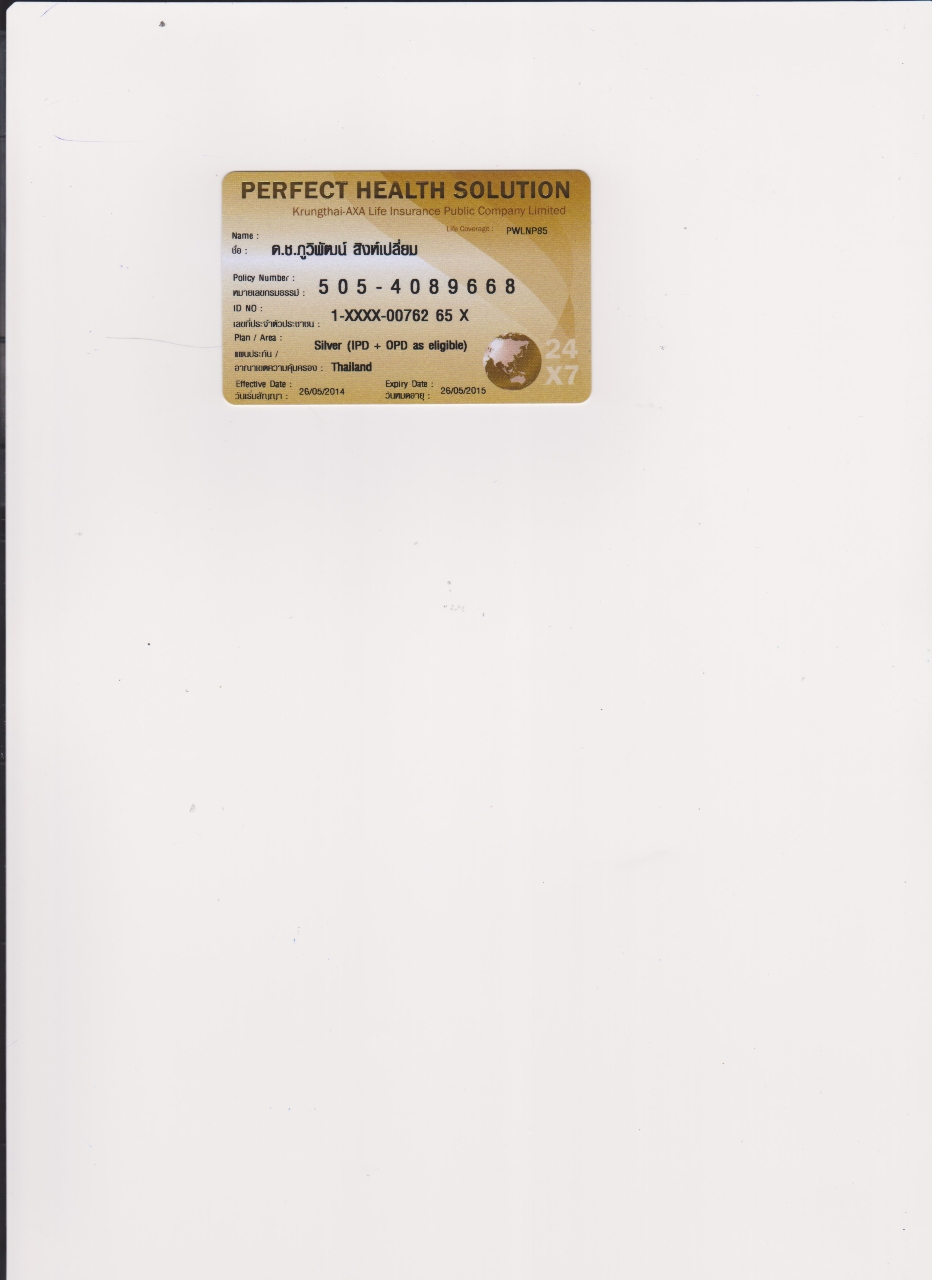 PERFECT HEALTH SOLUTION
Krungthai-AXA Life Insurance Public Company Limited
Life Coverage : PWLNP85
Name :
ชื่อ : ด.ช.ภูวิพัฒน์ สิงห์เปลี่ยม
Policy Number :
หมายเลขกรมธรรม์ : 505-4089668
ID NO :
เลขที่ประจำตัวประชาชน : 1-XXXX-00762 65 X
Plan / Area :
แผนประกัน / Silver (IPD + OPD as eligible)
อาณาเขตความคุ้มครอง : Thailand
24
X7
Effective Date : Expiry Date :
วันเริ่มสัญญา : 26/05/2014 วันหมดอายุ : 26/05/2015